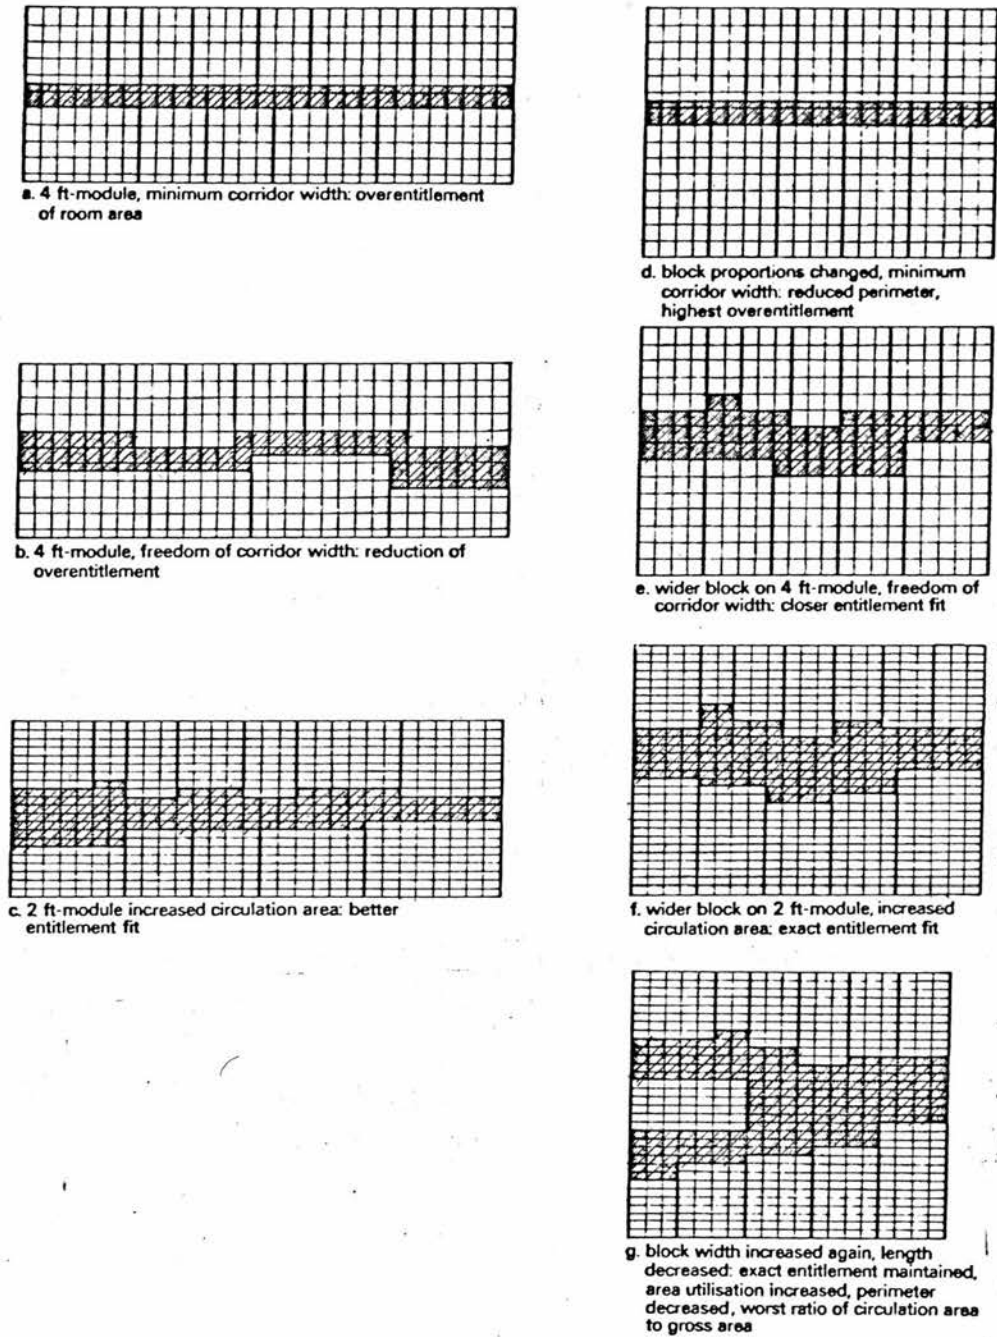 a. 4 ft-module, minimum corridor width: overentitlement
of room area
b. 4 ft-module, freedom of corridor width: reduction of
overentitlement
c. 2 ft-module increased circulation area: better
entitlement fit
d. block proportions changed, minimum
corridor width: reduced perimeter,
highest overentitlement
e. wider block on 4 ft-module, freedom of
corridor width: closer entitlement fit
f. wider block on 2 ft-module, increased
circulation area: exact entitlement fit
g. block width increased again, length
decreased: exact entitlement maintained,
area utilisation increased, perimeter
decreased, worst ratio of circulation area
to gross area